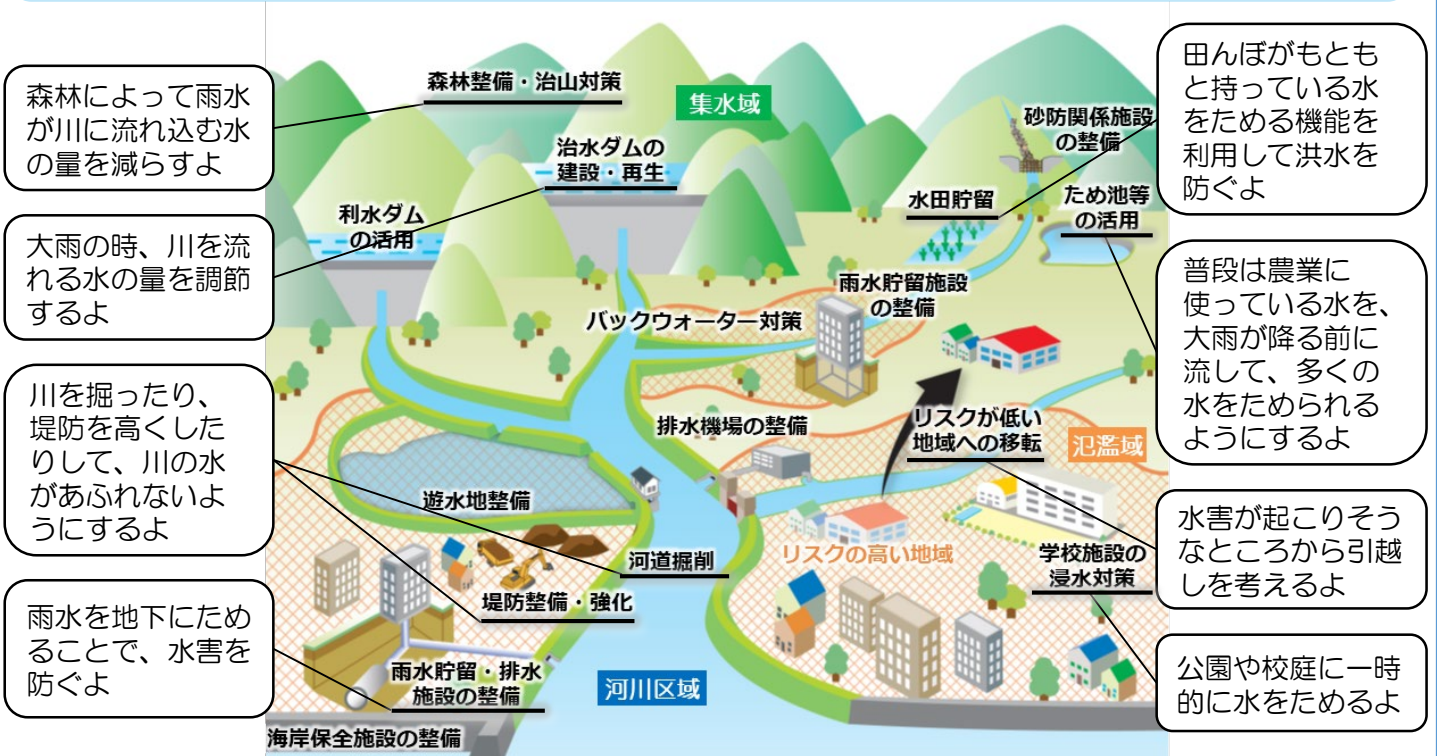 森林によって雨水
が川に流れ込む水
の量を減らすよ
大雨の時、川を流
れる水の量を調節
するよ
川を掘ったり、
堤防を高くした
りして、川の水
があふれないよ
うにするよ
雨水を地下にため
ることで、水害を
防ぐよ
森林整備・治山対策
集水域
治水ダムの
建設・再生
砂防関係施設
の整備
利水ダム
の活用
水田貯留
ため池等
の活用
雨水貯留施設
の整備
バックウォーター対策
排水機場の整備
リスクが低い
地域への移転
氾濫域
遊水地整備
河道掘削
リスクの高い地域
学校施設の
浸水対策
堤防整備・強化
雨水貯留・排水
施設の整備
河川区域
海岸保全施設の整備
田んぼがもとも
と持っている水
をためる機能を
利用して洪水を
防ぐよ
普段は農業に
使っている水を、
大雨が降る前に
流して、多くの
水をためられる
ようにするよ
水害が起こりそう
なところから引越
しを考えるよ
公園や校庭に一時
的に水をためるよ